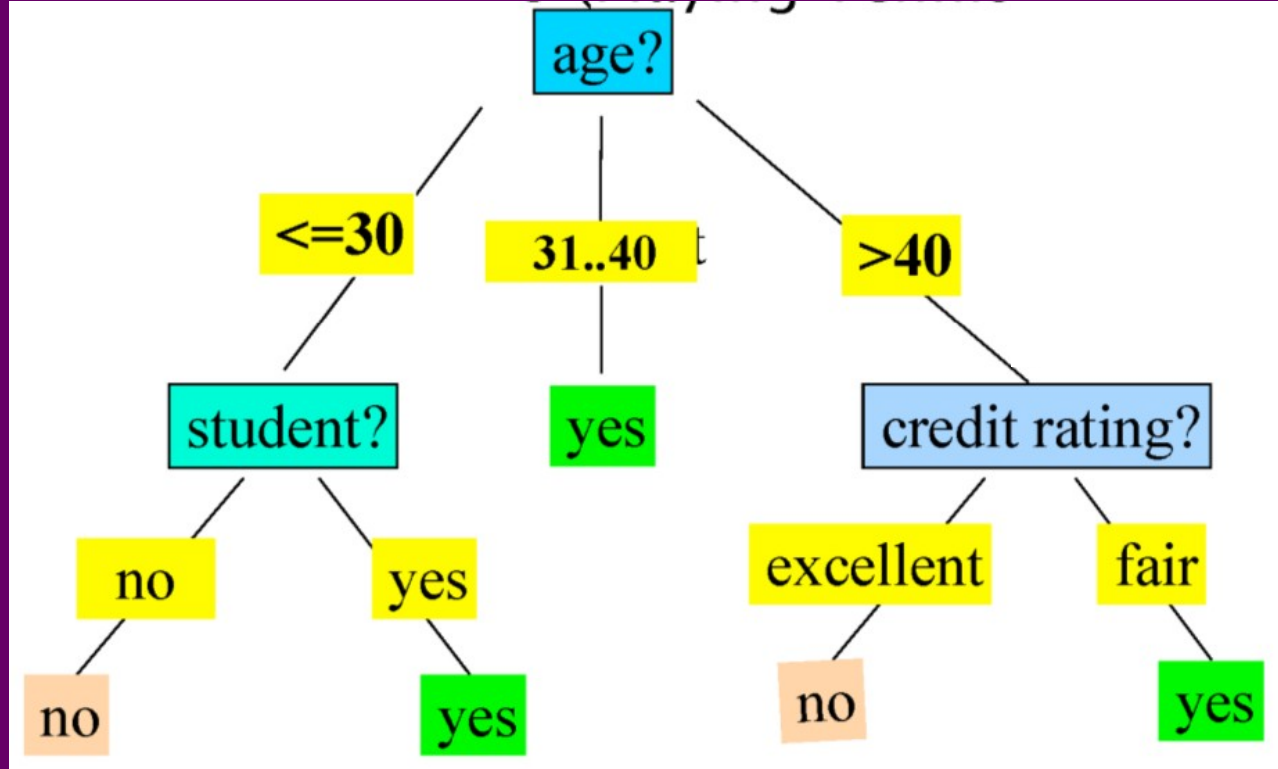 age?
<=30
31..40
>40
student?
yes
credit rating?
no
yes
excellent
fair
no
yes
no
yes